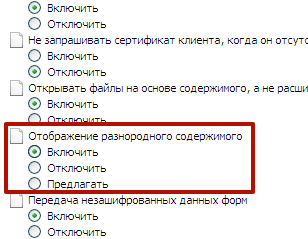 Включить
Отключить
Не запрашивать сертификат клиента, когда он отсутс
Включить
Отключить
Открывать файлы на основе содержимого, а не расши
Включить
Отключить
Отображение разнородного содержимого
Включить
Отключить
Предлагать
Передача незашифрованных данных форм
Включить
Отключить